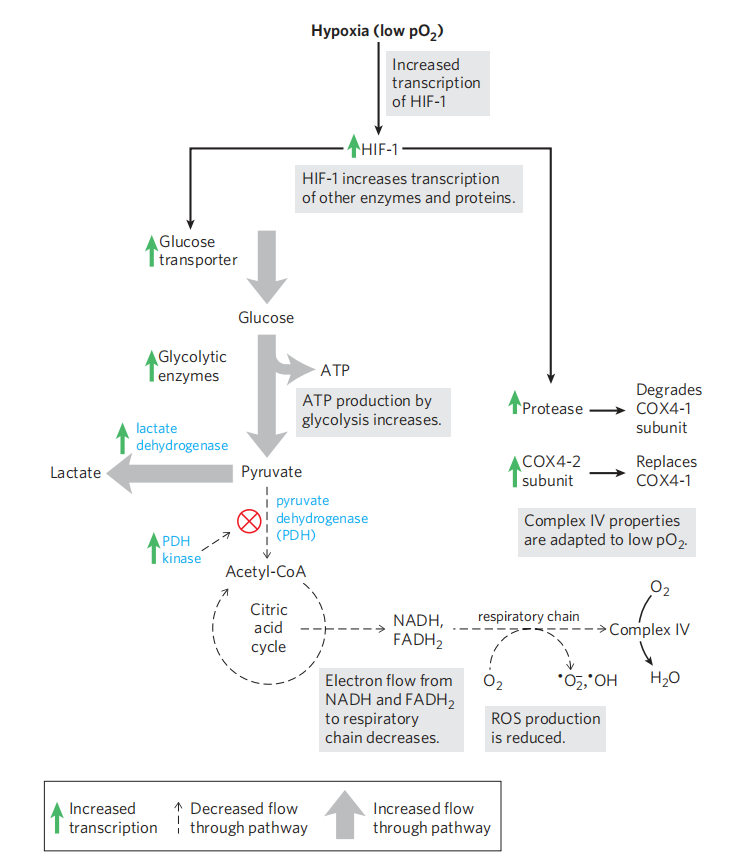 Hypoxia (low pO₂)
Increased
transcription
of HIF-1
HIF-1
HIF-1 increases transcription
of other enzymes and proteins.
Glucose
transporter
Glucose
Glycolytic
enzymes
ATP
ATP production by
glycolysis increases.
Protease
Degrades
COX4-1
subunit
lactate
dehydrogenase
Lactate
Pyruvate
COX4-2
subunit
Replaces
COX4-1
pyruvate
dehydrogenase
(PDH)
PDH
kinase
Complex IV properties
are adapted to low pO₂.
Acetyl-CoA
Citric
acid
cycle
NADH,
FADH₂
respiratory chain
O₂
Complex IV
H₂O
O₂
•O₂⁻, •OH
Electron flow from
NADH and FADH₂
to respiratory
chain decreases.
ROS production
is reduced.
Increased
transcription
Decreased flow
through pathway
Increased flow
through pathway